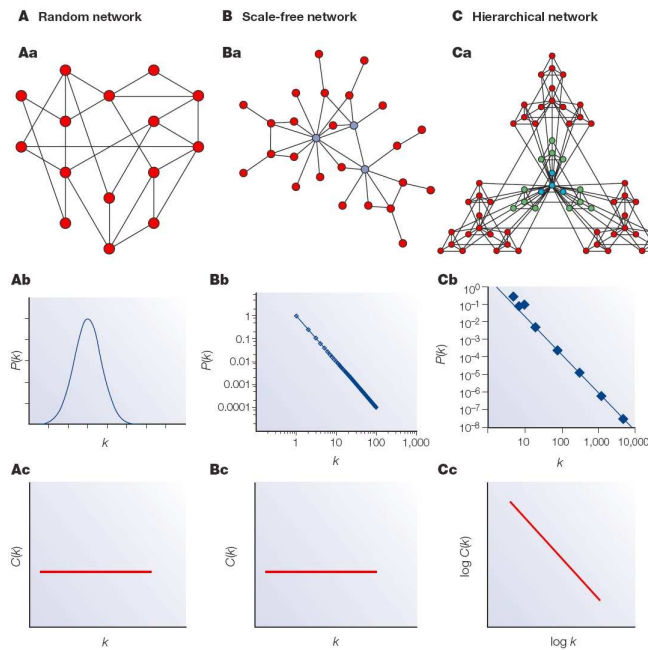 A Random network
B Scale-free network
C Hierarchical network
Aa
Ba
Ca
Ab
P(k)
k
Bb
1
0.1
0.01
0.001
0.0001
P(k)
1
10
100
1,000
k
Cb
10⁰
10⁻¹
10⁻²
10⁻³
10⁻⁴
10⁻⁵
10⁻⁶
10⁻⁷
10⁻⁸
P(k)
10
100
1,000
10,000
k
Ac
C(k)
k
Bc
C(k)
k
Cc
log C(k)
log k